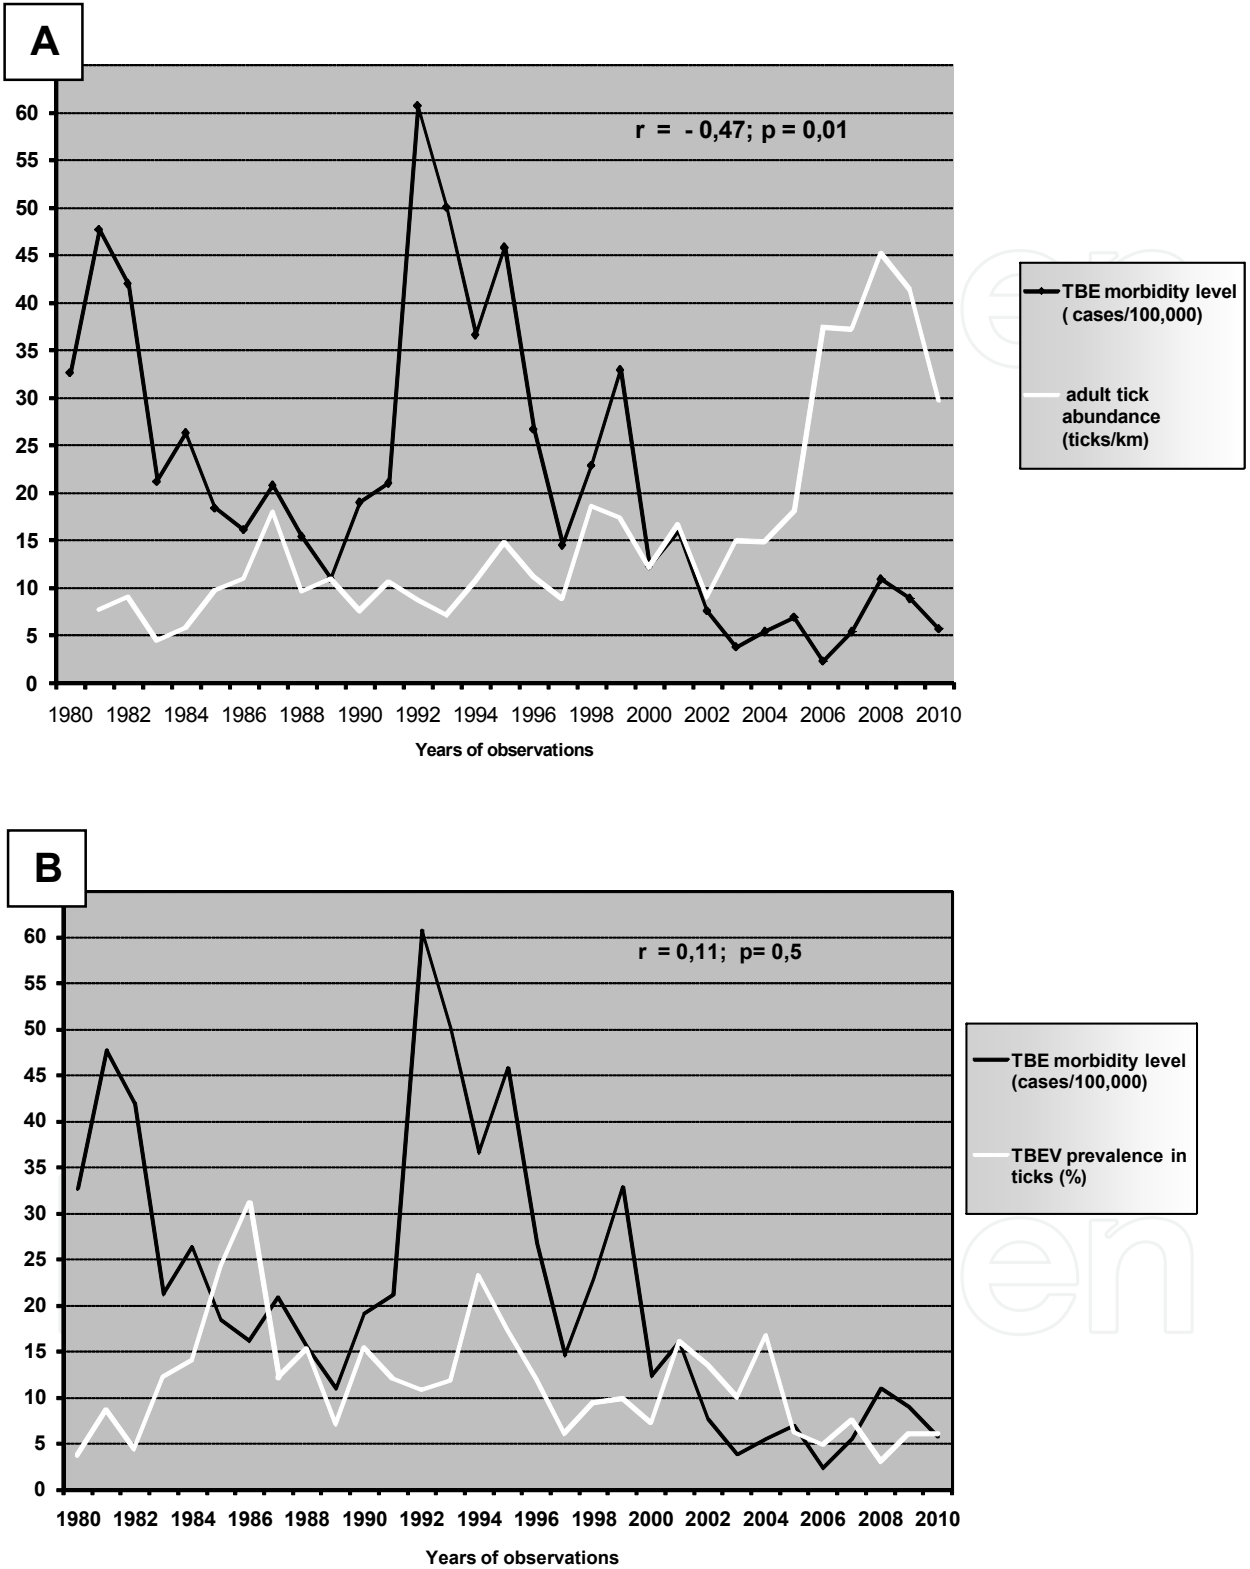 A
60
55
50
45
40
35
30
25
20
15
10
5
0
r = - 0,47; p = 0,01
1980 1982 1984 1986 1988 1990 1992 1994 1996 1998 2000 2002 2004 2006 2008 2010
Years of observations
TBE morbidity level
( cases/100,000)
adult tick
abundance
(ticks/km)
en
B
60
55
50
45
40
35
30
25
20
15
10
5
0
r = 0,11; p= 0,5
1980 1982 1984 1986 1988 1990 1992 1994 1996 1998 2000 2002 2004 2006 2008 2010
Years of observations
TBE morbidity level
(cases/100,000)
TBEV prevalence in
ticks (%)
en